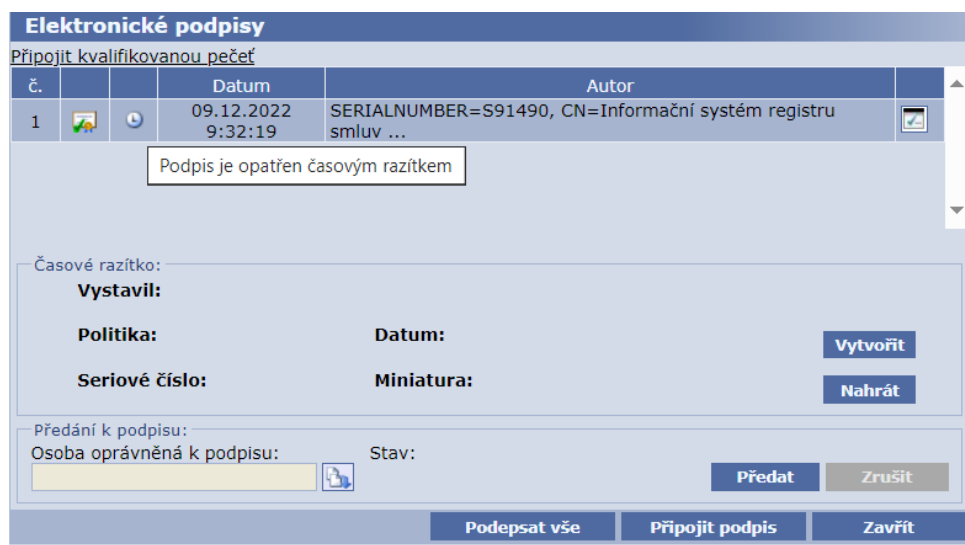 Elektronické podpisy
Připojit kvalifikovanou pečeť
č. Datum Autor
1 09.12.2022 9:32:19 SERIALNUMBER=S91490, CN=Informační systém registru smluv ...
Podpis je opatřen časovým razítkem
Časové razítko:
Vystavil:
Politika: Datum:
Vytvořit
Seriové číslo: Miniatura:
Nahrát
Předání k podpisu:
Osoba oprávněná k podpisu: Stav:
Předat Zrušit
Podepsat vše Připojit podpis Zavřít